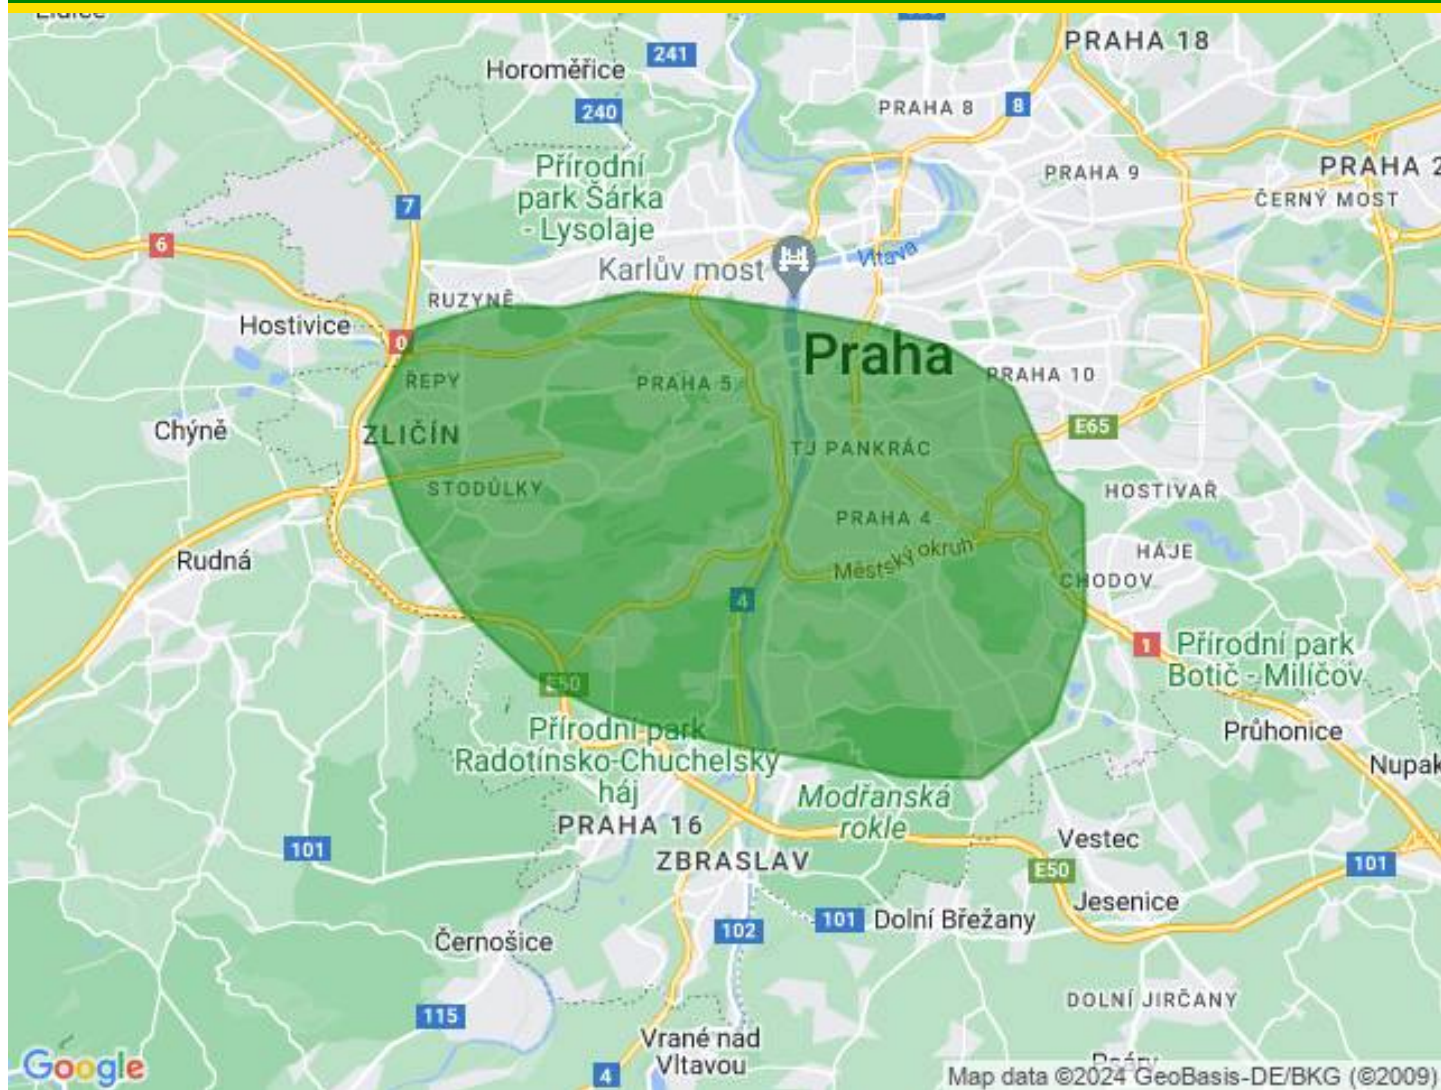 PRAHA 18
241
Horoměřice
PRAHA 8
8
240
Přírodní
park Šárka
- Lysolaje
PRAHA 9
PRAHA 2
ČERNÝ MOST
7
6
Karlův most
Vltava
RUZYNĚ
Hostivice
0
Praha
ŘEPY
PRAHA 5
PRAHA 10
Chýně
ZLIČÍN
E65
TJ PANKRÁC
STODŮLKY
HOSTIVAŘ
PRAHA 4
Rudná
Městský okruh
HÁJE
CHODOV
4
1
Přírodní park
Botič - Milíčov
E50
Přírodní park
Radotínsko-Chuchelský
háj
Průhonice
Nupak
Modřanská
rokle
PRAHA 16
Vestec
101
ZBRASLAV
E50
101
Jesenice
102
101
Dolní Břežany
Černošice
DOLNÍ JIRČANY
115
Vrané nad
Vltavou
Google
4
Map data ©2024 GeoBasis-DE/BKG (©2009)